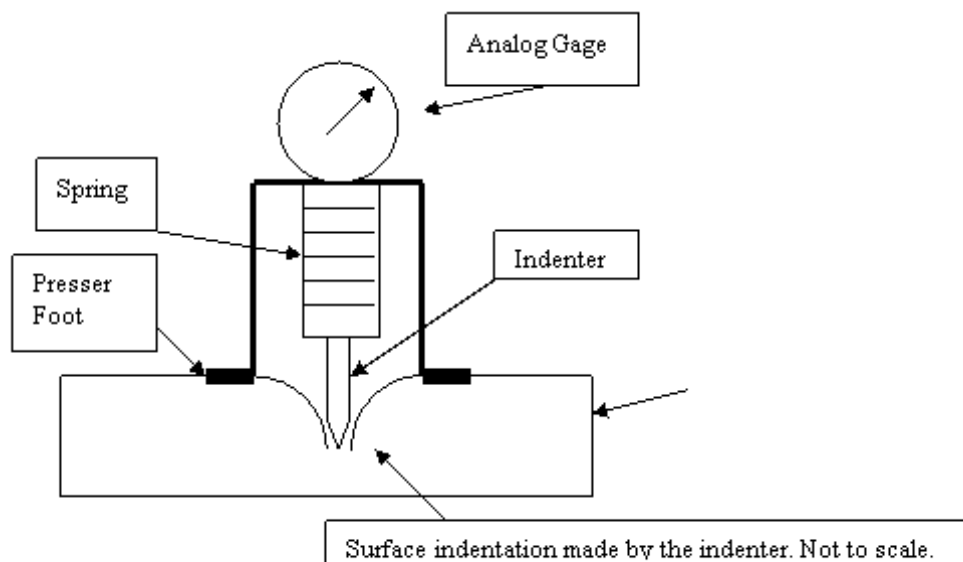 Analog Gage
Spring
Indenter
Presser
Foot
Surface indentation made by the indenter. Not to scale.